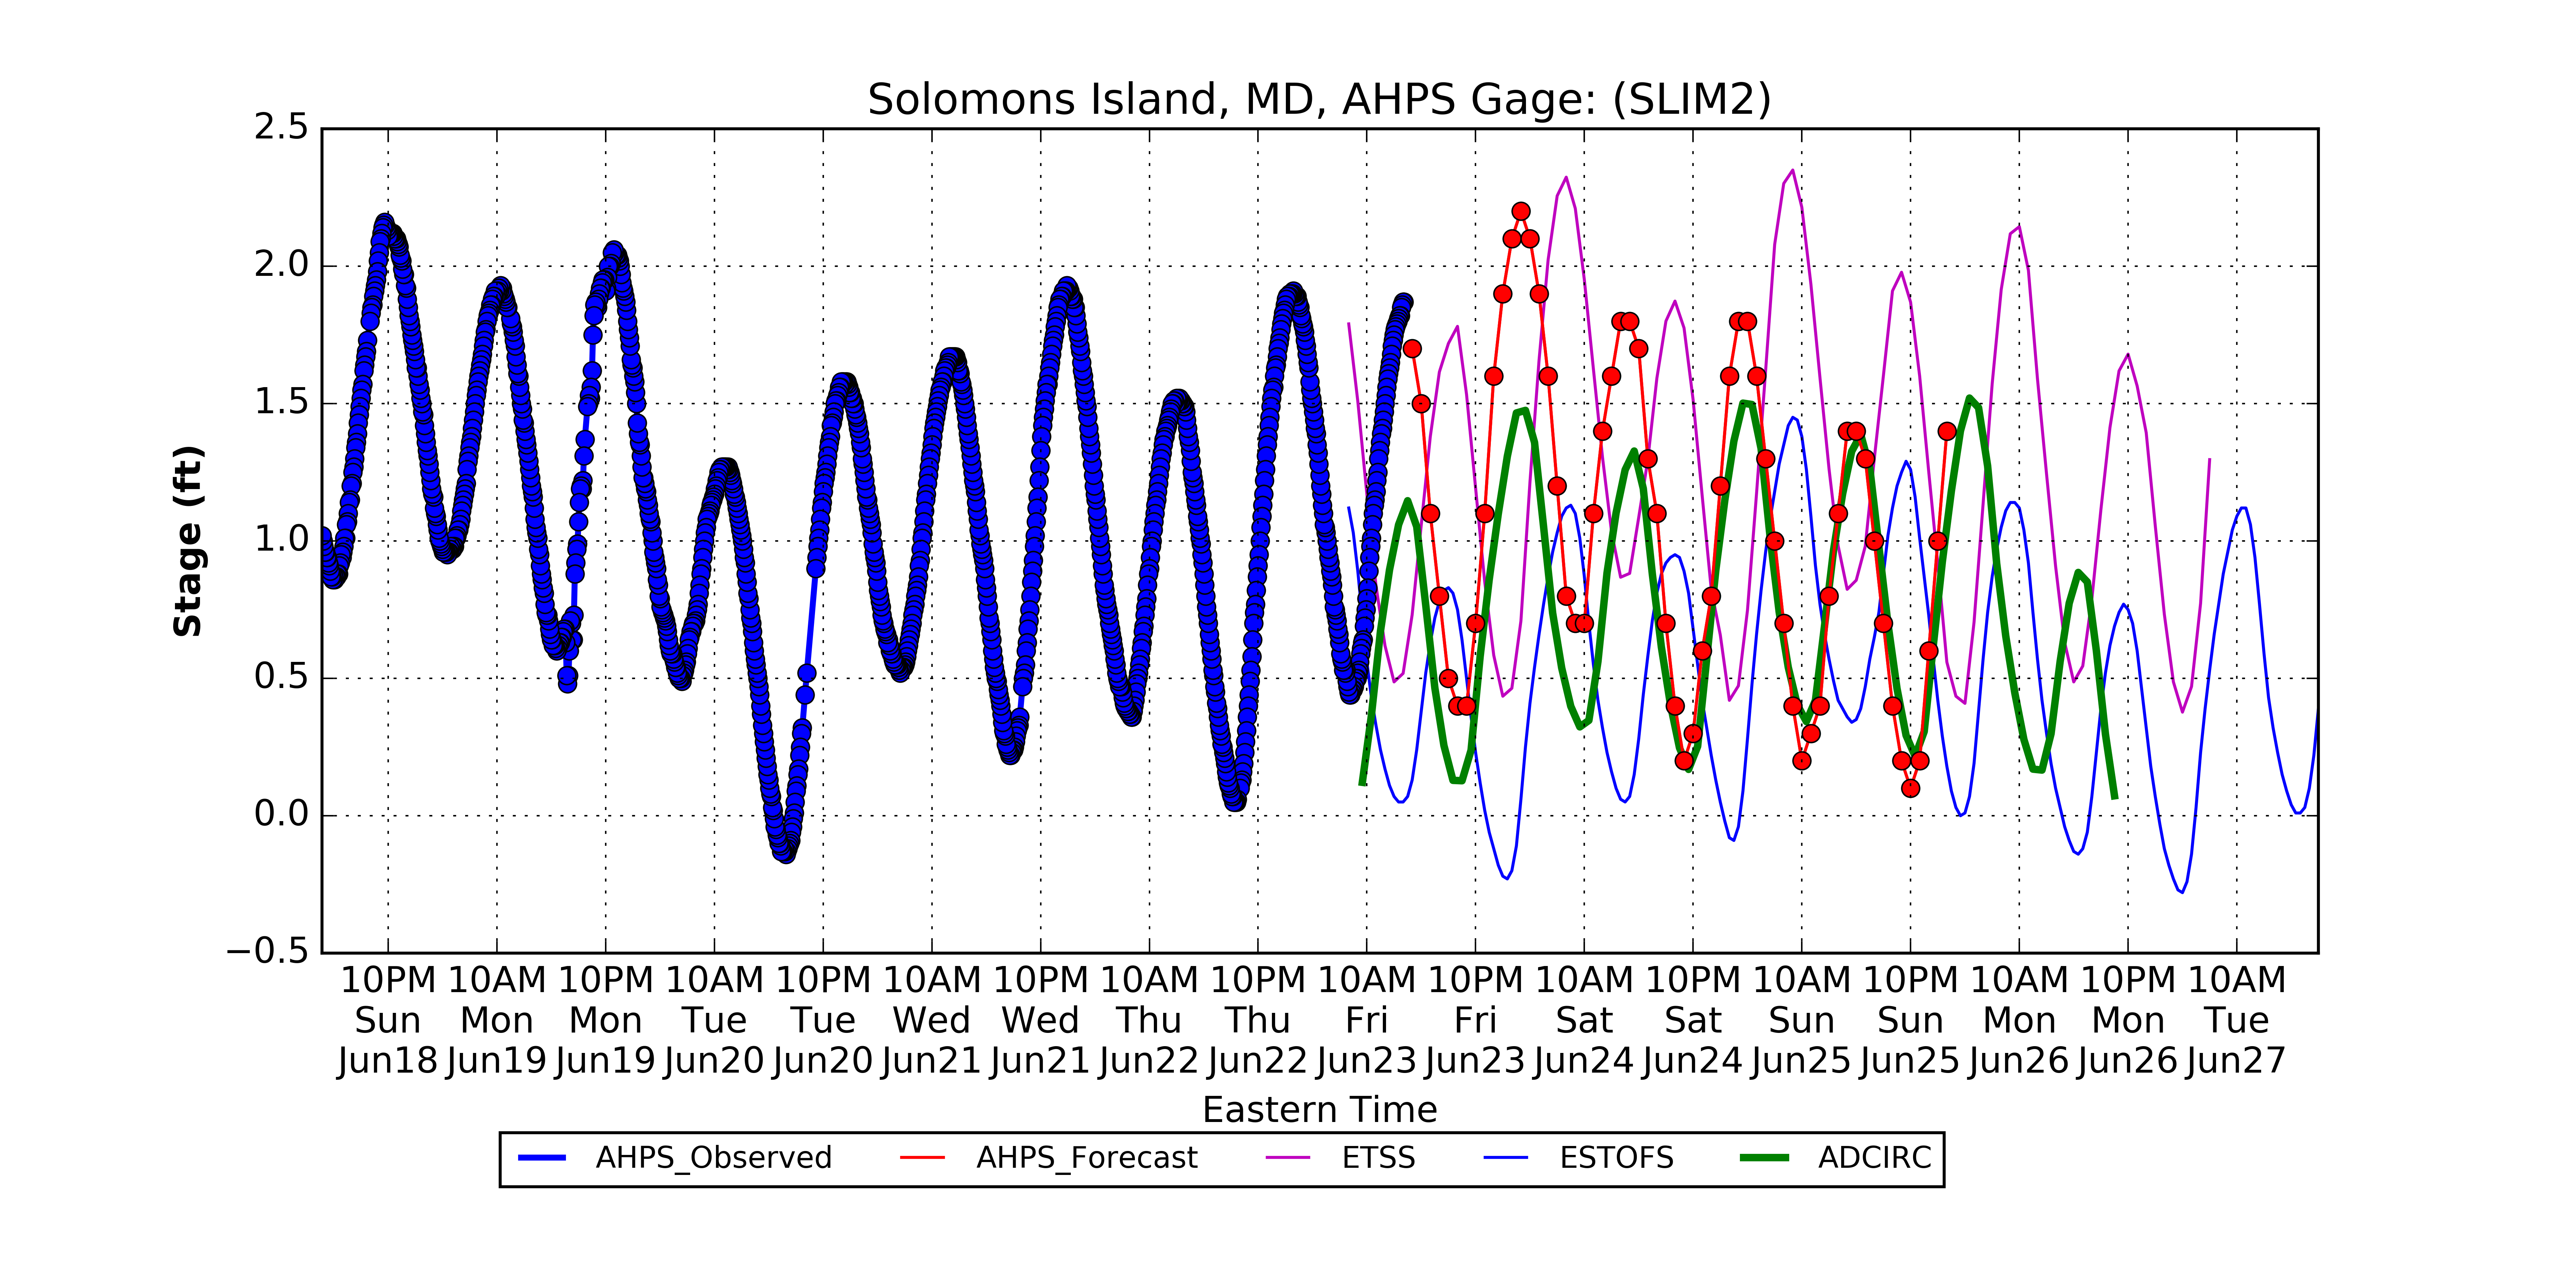 Solomons Island, MD, AHPS Gage: (SLIM2)
2.5
2.0
1.5
1.0
0.5
0.0
−0.5
Stage (ft)
10PM 10AM 10PM 10AM 10PM 10AM 10PM 10AM 10PM 10AM 10PM 10AM 10PM 10AM 10PM 10AM 10PM 10AM
Sun Mon Mon Tue Tue Wed Wed Thu Thu Fri Fri Sat Sat Sun Sun Mon Mon Tue
Jun18 Jun19 Jun19 Jun20 Jun20 Jun21 Jun21 Jun22 Jun22 Jun23 Jun23 Jun24 Jun24 Jun25 Jun25 Jun26 Jun26 Jun27
Eastern Time
AHPS_Observed AHPS_Forecast ETSS ESTOFS ADCIRC